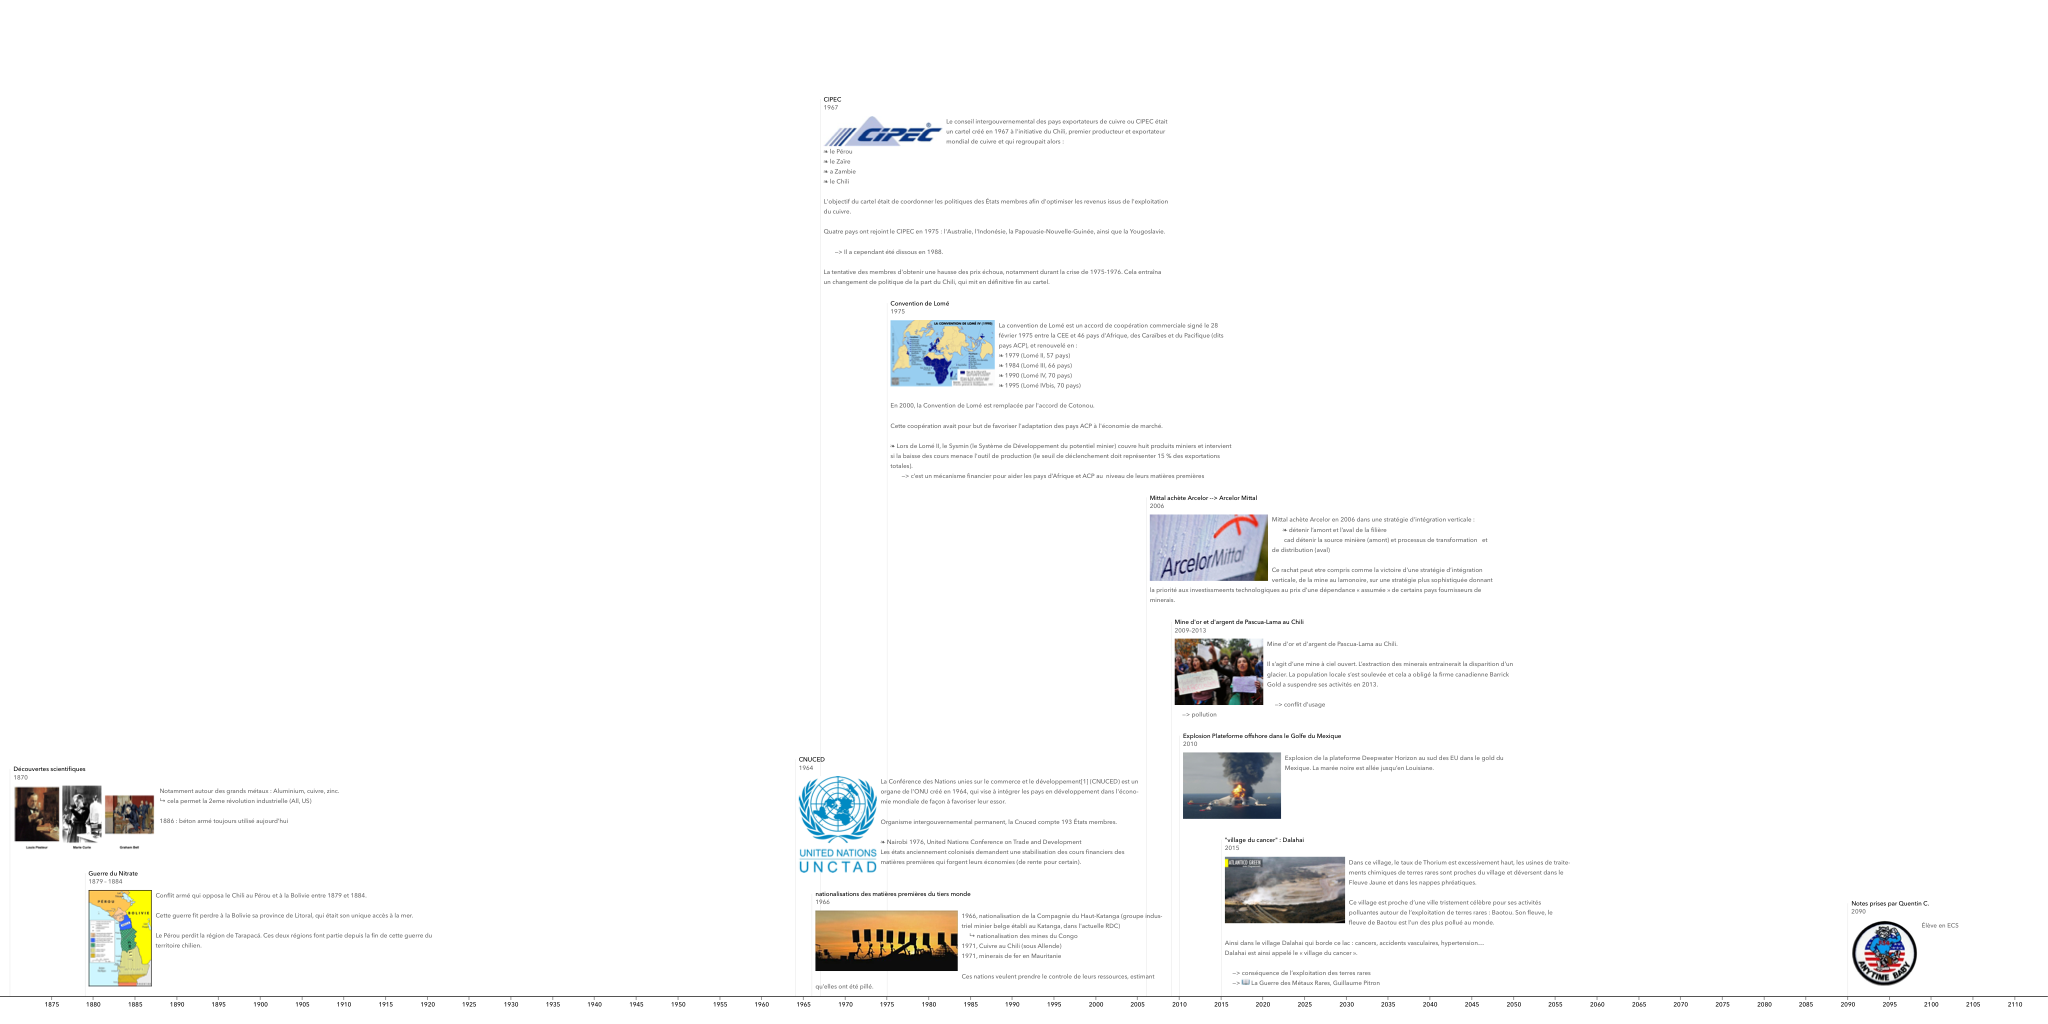 CIPEC
1967
CIPEC
Le conseil intergouvernemental des pays exportateurs de cuivre ou CIPEC était
un cartel créé en 1967 à l'initiative du Chili, premier producteur et exportateur
mondial de cuivre et qui regroupait alors :
❧ le Pérou
❧ le Zaïre
❧ a Zambie
❧ le Chili
L'objectif du cartel était de coordonner les politiques des États membres afin d'optimiser les revenus issus de l'exploitation
du cuivre.
Quatre pays ont rejoint le CIPEC en 1975 : l'Australie, l'Indonésie, la Papouasie-Nouvelle-Guinée, ainsi que la Yougoslavie.
--> Il a cependant été dissous en 1988.
La tentative des membres d'obtenir une hausse des prix échoua, notamment durant la crise de 1975-1976. Cela entraîna
un changement de politique de la part du Chili, qui mit en définitive fin au cartel.
Convention de Lomé
1975
LA CONVENTION DE LOMÉ IV (1990)
La convention de Lomé est un accord de coopération commerciale signé le 28
février 1975 entre la CEE et 46 pays d'Afrique, des Caraïbes et du Pacifique (dits
pays ACP), et renouvelé en :
❧ 1979 (Lomé II, 57 pays)
❧ 1984 (Lomé III, 66 pays)
❧ 1990 (Lomé IV, 70 pays)
❧ 1995 (Lomé IVbis, 70 pays)
En 2000, la Convention de Lomé est remplacée par l'accord de Cotonou.
Cette coopération avait pour but de favoriser l'adaptation des pays ACP à l'économie de marché.
❧ Lors de Lomé II, le Sysmin (le Système de Développement du potentiel minier) couvre huit produits miniers et intervient
si la baisse des cours menace l'outil de production (le seuil de déclenchement doit représenter 15 % des exportations
totales).
--> c'est un mécanisme financier pour aider les pays d'Afrique et ACP au niveau de leurs matières premières
Mittal achète Arcelor --> Arcelor Mittal
2006
ArcelorMittal
Mittal achète Arcelor en 2006 dans une stratégie d'intégration verticale :
❧ détenir l'amont et l'aval de la filière
cad détenir la source minière (amont) et processus de transformation et
de distribution (aval)
Ce rachat peut etre compris comme la victoire d'une stratégie d'intégration
verticale, de la mine au lamonoire, sur une stratégie plus sophistiquée donnant
la priorité aus investissmeents technologiques au prix d'une dépendance « assumée » de certains pays fournisseurs de
minerais.
Mine d'or et d'argent de Pascua-Lama au Chili
2009-2013
Mine d'or et d'argent de Pascua-Lama au Chili.
Il s'agit d'une mine à ciel ouvert. L'extraction des minerais entrainerait la disparition d'un
glacier. La population locale s'est soulevée et cela a obligé la firme canadienne Barrick
Gold a suspendre ses activités en 2013.
--> conflit d'usage
--> pollution
Explosion Plateforme offshore dans le Golfe du Mexique
2010
Explosion de la plateforme Deepwater Horizon au sud des EU dans le gold du
Mexique. La marée noire est allée jusqu'en Louisiane.
CNUCED
1964
UNITED NATIONS
UNCTAD
La Conférence des Nations unies sur le commerce et le développement[1] (CNUCED) est un
organe de l'ONU créé en 1964, qui vise à intégrer les pays en développement dans l'écono-
mie mondiale de façon à favoriser leur essor.
Organisme intergouvernemental permanent, la Cnuced compte 193 États membres.
❧ Nairobi 1976, United Nations Conference on Trade and Development
Les états anciennement colonisés demandent une stabilisation des cours financiers des
matières premières qui forgent leurs économies (de rente pour certain).
Découvertes scientifiques
1870
Louis Pasteur
Marie Curie
Graham Bell
Notamment autour des grands métaux : Aluminium, cuivre, zinc.
↪ cela permet la 2eme révolution industrielle (All, US)
1886 : béton armé toujours utilisé aujourd'hui
"village du cancer" : Dalahai
2015
ATLANTICO GREEN
Dans ce village, le taux de Thorium est excessivement haut, les usines de traite-
ments chimiques de terres rares sont proches du village et déversent dans le
Fleuve Jaune et dans les nappes phréatiques.
Ce village est proche d'une ville tristement célèbre pour ses activités
polluantes autour de l'exploitation de terres rares : Baotou. Son fleuve, le
fleuve de Baotou est l'un des plus pollué au monde.
Ainsi dans le village Dalahai qui borde ce lac : cancers, accidents vasculaires, hypertension....
Dalahai est ainsi appelé le « village du cancer ».
--> conséquence de l'exploitation des terres rares
--> 📖 La Guerre des Métaux Rares, Guillaume Pitron
Guerre du Nitrate
1879 - 1884
PÉROU
BOLIVIE
Conflit armé qui opposa le Chili au Pérou et à la Bolivie entre 1879 et 1884.
Cette guerre fit perdre à la Bolivie sa province de Litoral, qui était son unique accès à la mer.
Le Pérou perdit la région de Tarapacá. Ces deux régions font partie depuis la fin de cette guerre du
territoire chilien.
nationalisations des matières premières du tiers monde
1966
1966, nationalisation de la Compagnie du Haut-Katanga (groupe indus-
triel minier belge établi au Katanga, dans l'actuelle RDC)
↪ nationalisation des mines du Congo
1971, Cuivre au Chili (sous Allende)
1971, minerais de fer en Mauritanie
Ces nations veulent prendre le controle de leurs ressources, estimant
qu'elles ont été pillé.
Notes prises par Quentin C.
2090
ANYTIME BABY
Élève en ECS
1875 1880 1885 1890 1895 1900 1905 1910 1915 1920 1925 1930 1935 1940 1945 1950 1955 1960 1965 1970 1975 1980 1985 1990 1995 2000 2005 2010 2015 2020 2025 2030 2035 2040 2045 2050 2055 2060 2065 2070 2075 2080 2085 2090 2095 2100 2105 2110